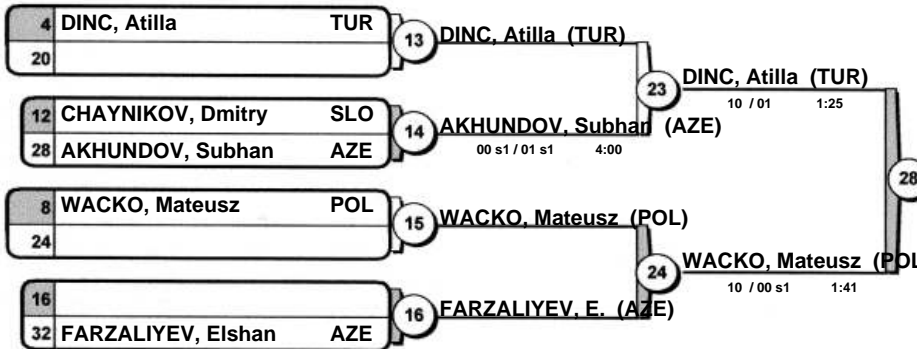 4 DINC, Atilla TUR
20
13 DINC, Atilla (TUR)
12 CHAYNIKOV, Dmitry SLO
28 AKHUNDOV, Subhan AZE
14 AKHUNDOV, Subhan (AZE)
00 s1 / 01 s1 4:00
23 DINC, Atilla (TUR)
10 / 01 1:25
8 WACKO, Mateusz POL
24
15 WACKO, Mateusz (POL)
16
32 FARZALIYEV, Elshan AZE
16 FARZALIYEV, E. (AZE)
24 WACKO, Mateusz (POL
10 / 00 s1 1:41
28